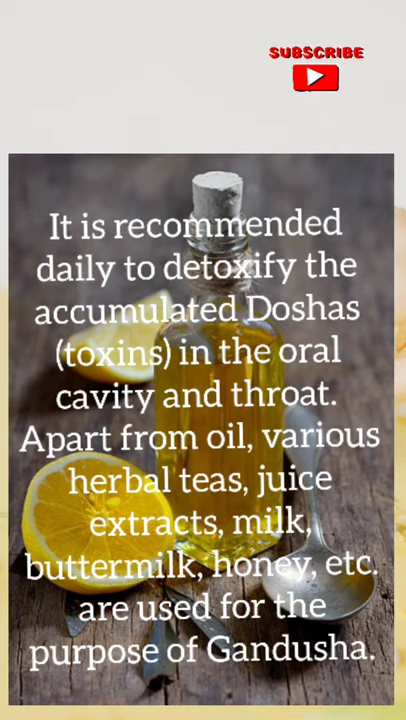 SUBSCRIBE
It is recommended
daily to detoxify the
accumulated Doshas
(toxins) in the oral
cavity and throat.
Apart from oil, various
herbal teas, juice
extracts, milk,
buttermilk, honey, etc.
are used for the
purpose of Gandusha.